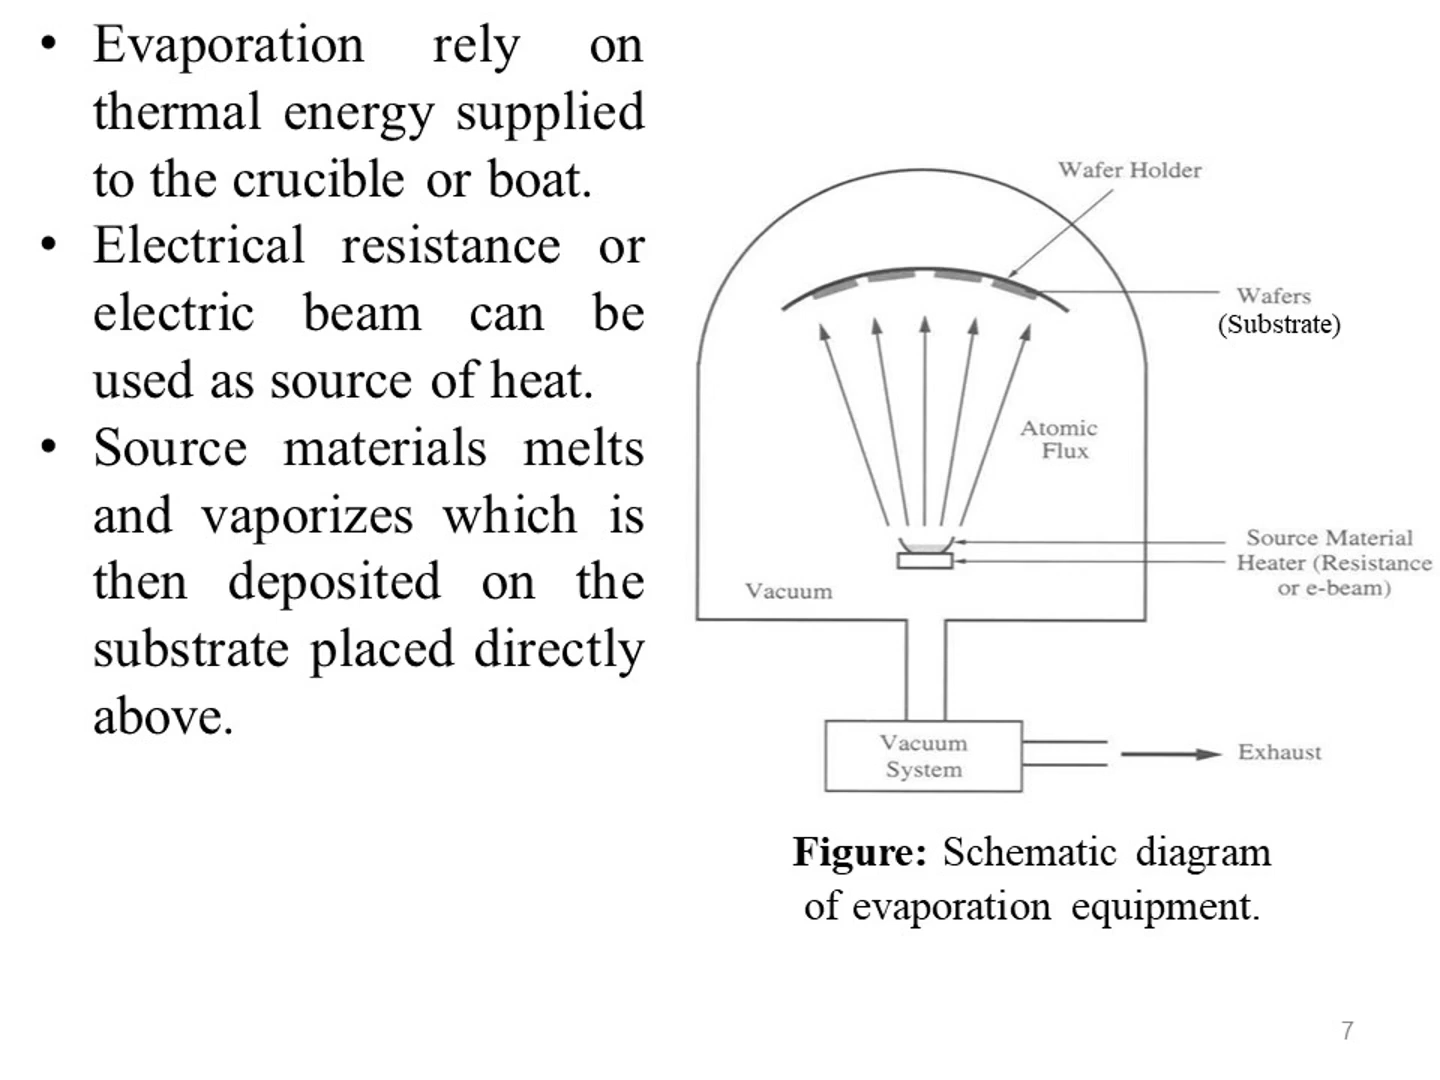 • Evaporation rely on
thermal energy supplied
to the crucible or boat.
• Electrical resistance or
electric beam can be
used as source of heat.
• Source materials melts
and vaporizes which is
then deposited on the
substrate placed directly
above.
Wafer Holder
Wafers
(Substrate)
Atomic
Flux
Source Material
Heater (Resistance
or e-beam)
Vacuum
Vacuum
System
Exhaust
Figure: Schematic diagram
of evaporation equipment.
7